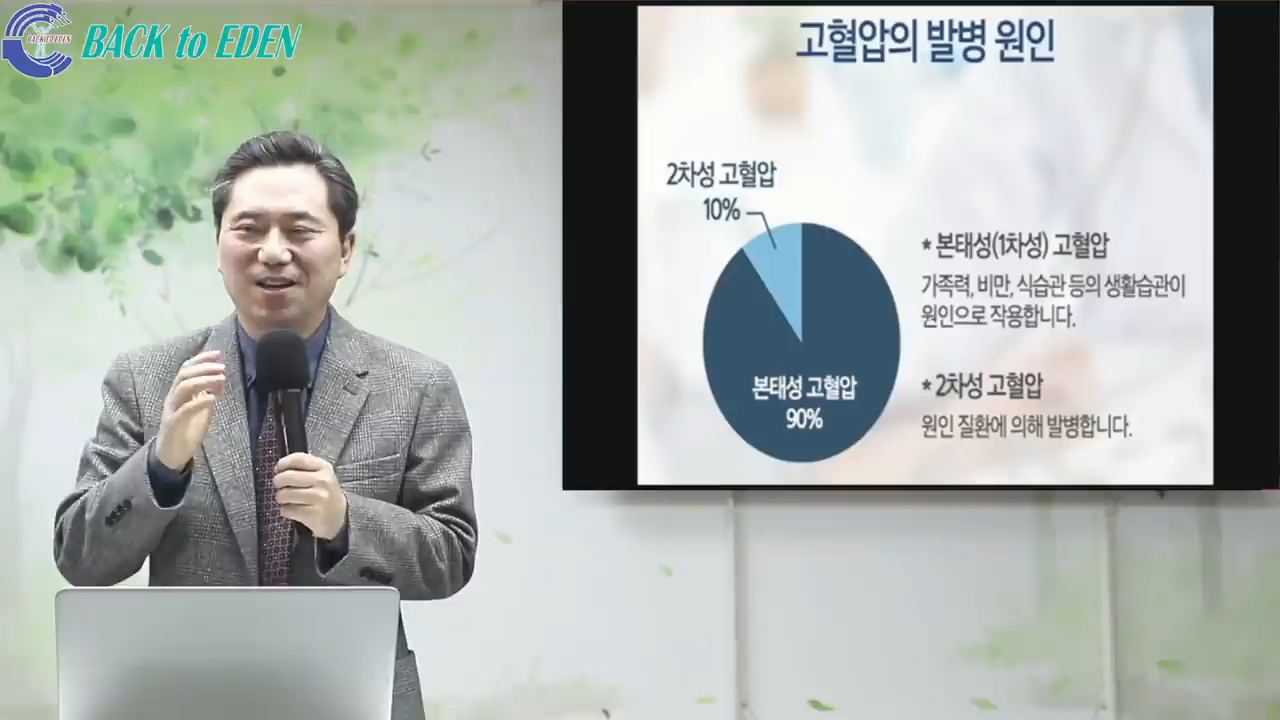 BACK TO EDEN
BACK to EDEN
고혈압의 발병 원인
2차성 고혈압
10%
* 본태성(1차성) 고혈압
가족력, 비만, 식습관 등의 생활습관이
원인으로 작용합니다.
본태성 고혈압
90%
* 2차성 고혈압
원인 질환에 의해 발병합니다.